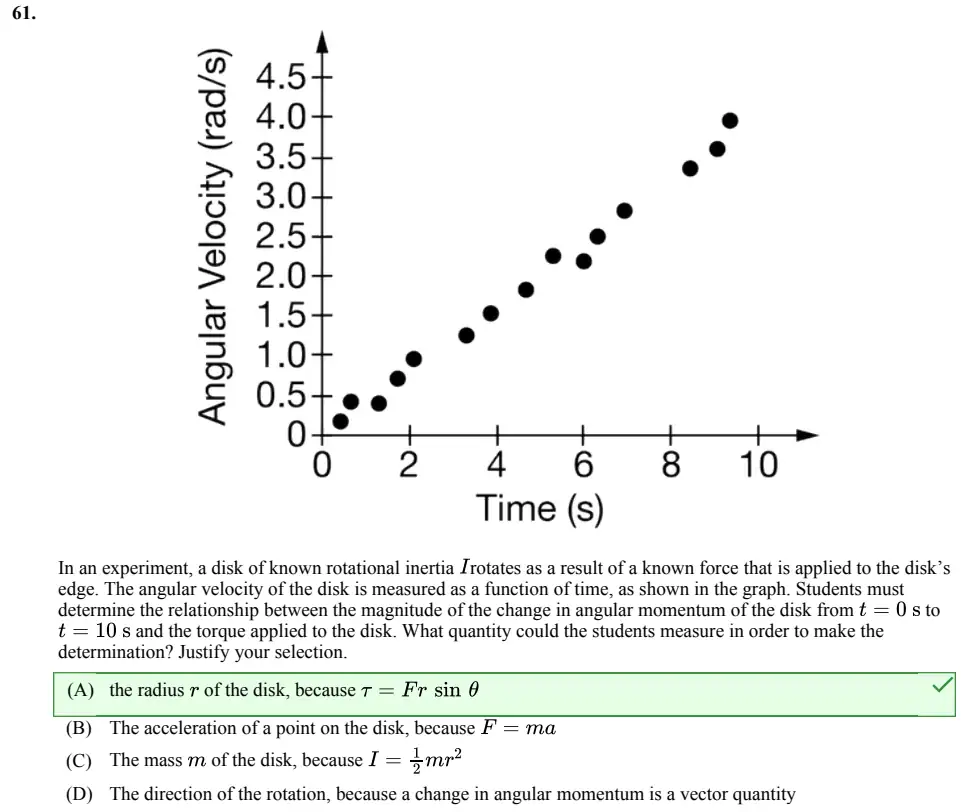 61.
Angular Velocity (rad/s)
4.5
4.0
3.5
3.0
2.5
2.0
1.5
1.0
0.5
0
0 2 4 6 8 10
Time (s)
In an experiment, a disk of known rotational inertia I rotates as a result of a known force that is applied to the disk's
edge. The angular velocity of the disk is measured as a function of time, as shown in the graph. Students must
determine the relationship between the magnitude of the change in angular momentum of the disk from t = 0 s to
t = 10 s and the torque applied to the disk. What quantity could the students measure in order to make the
determination? Justify your selection.
(A) the radius r of the disk, because τ = Fr sin θ
(B) The acceleration of a point on the disk, because F = ma
(C) The mass m of the disk, because I = ½mr²
(D) The direction of the rotation, because a change in angular momentum is a vector quantity